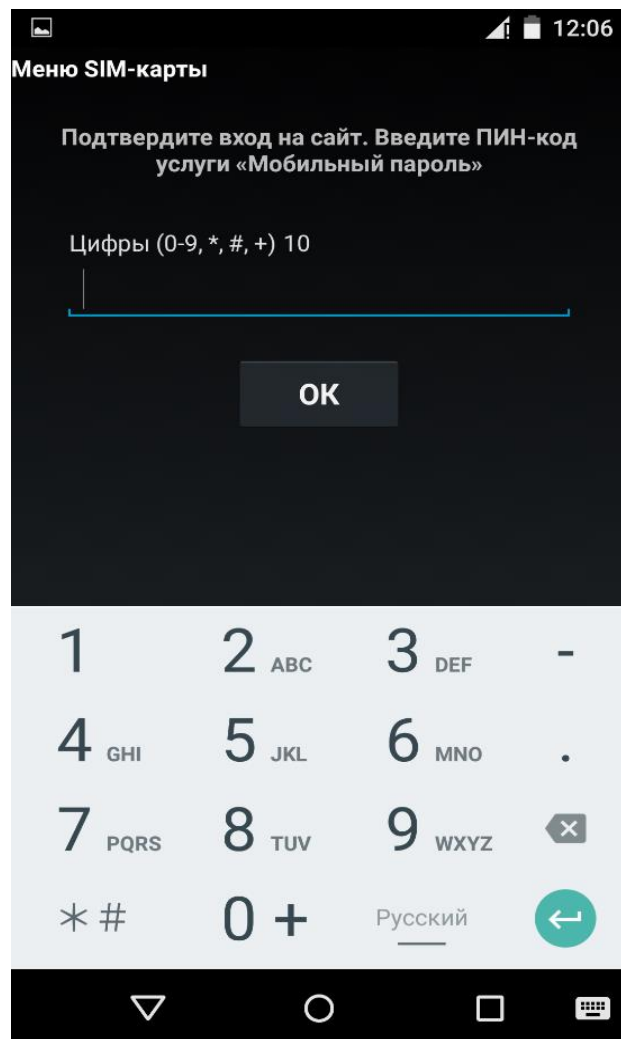 12:06
Меню SIM-карты
Подтвердите вход на сайт. Введите ПИН-код
услуги «Мобильный пароль»
Цифры (0-9, *, #, +) 10
ОК
1 2 ABC 3 DEF -
4 GHI 5 JKL 6 MNO .
7 PQRS 8 TUV 9 WXYZ
*# 0 + Русский